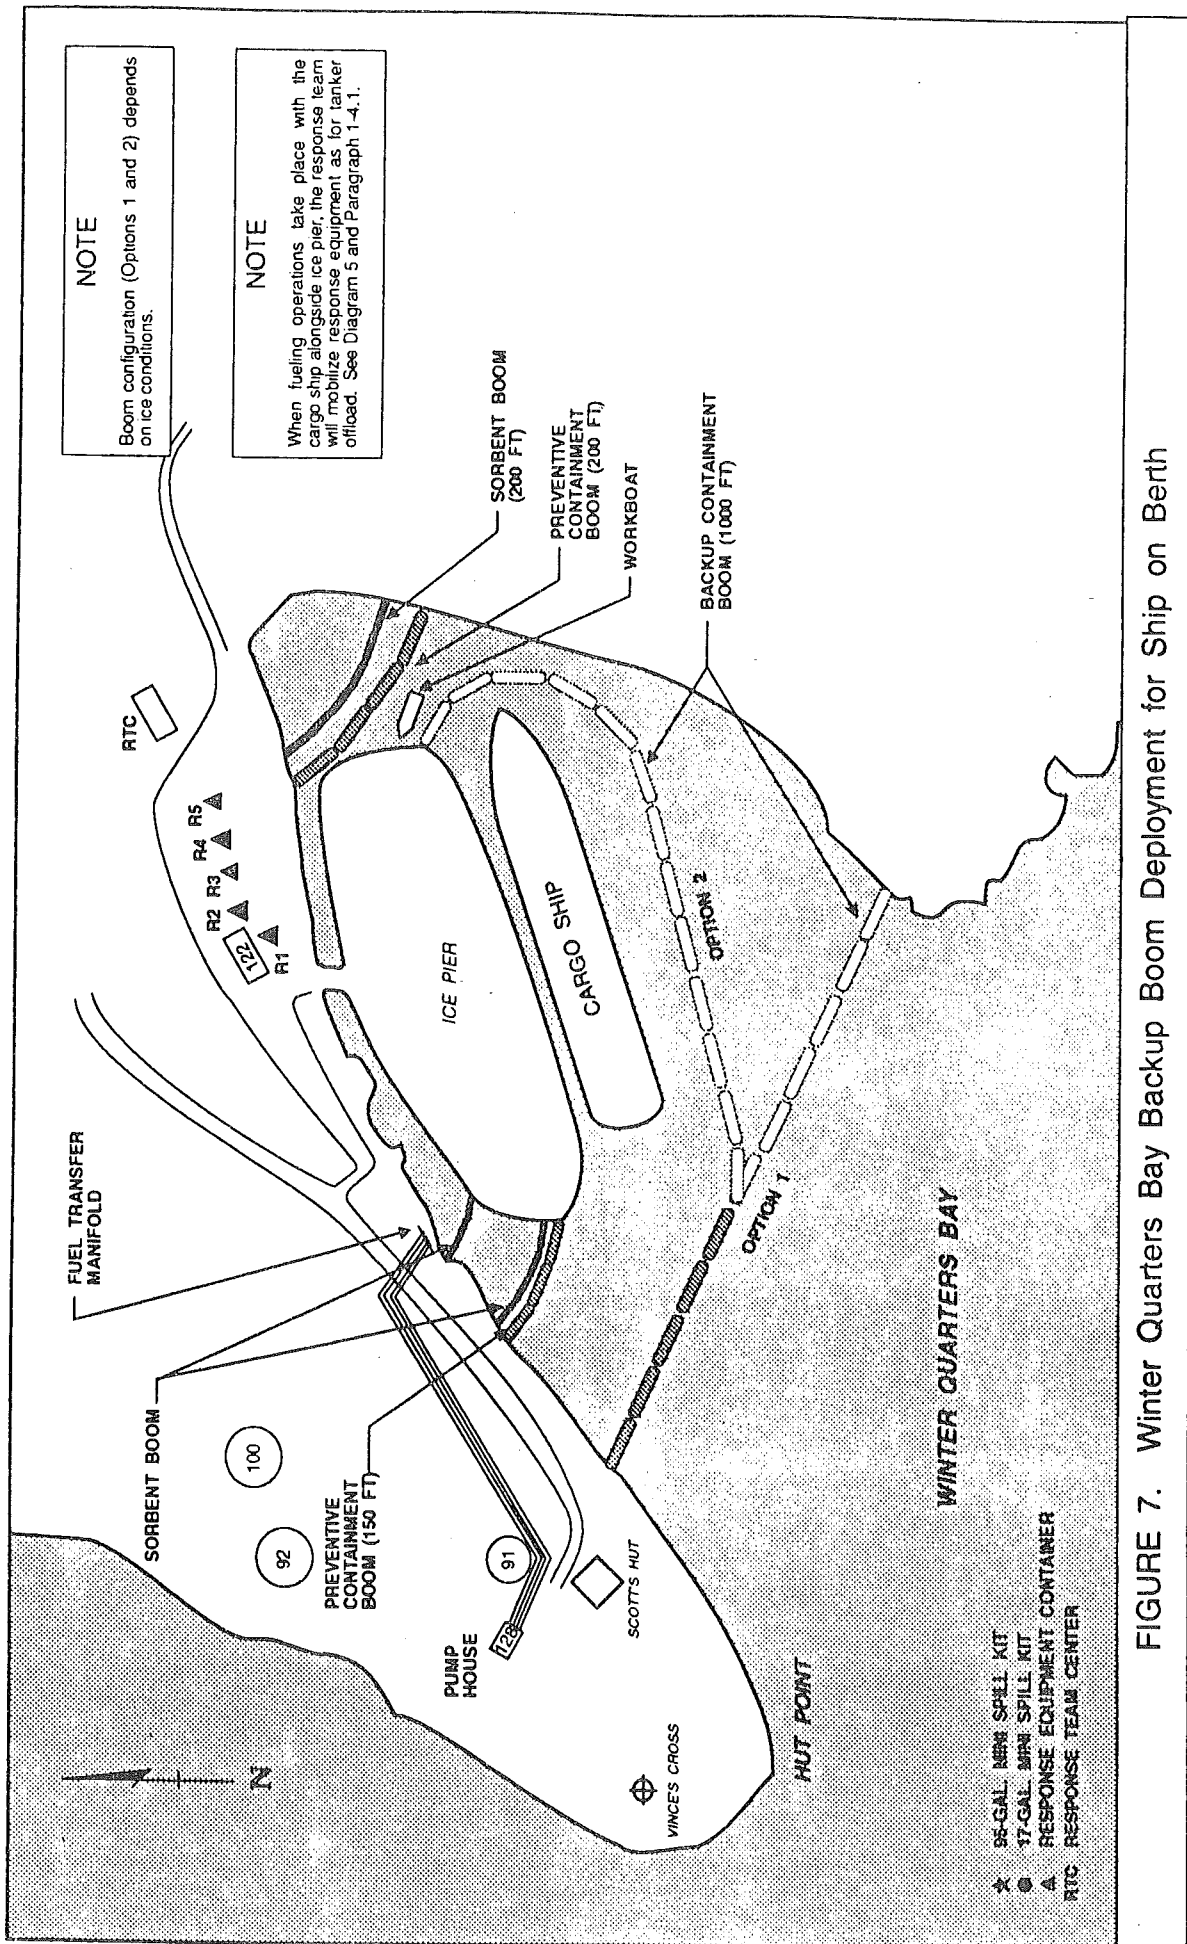 NOTE
Boom configuration (Options 1 and 2) depends
on ice conditions.
NOTE
When fueling operations take place with the
cargo ship alongside ice pier, the response team
will mobilize response equipment as for tanker
offload. See Diagram 5 and Paragraph 1-4.1.
FUEL TRANSFER
MANIFOLD
RTC
122
R1
R2
R3
R4
R5
SORBENT BOOM
100
92
PREVENTIVE
CONTAINMENT
BOOM (150 FT)
91
PUMP
HOUSE
128
SCOTT'S HUT
VINCE'S CROSS
HUT POINT
N
ICE PIER
CARGO SHIP
SORBENT BOOM
(200 FT)
PREVENTIVE
CONTAINMENT
BOOM (200 FT)
WORKBOAT
BACKUP CONTAINMENT
BOOM (1000 FT)
OPTION 2
OPTION 1
WINTER QUARTERS BAY
95-GAL MINI SPILL KIT
17-GAL MINI SPILL KIT
RESPONSE EQUIPMENT CONTAINER
RTC RESPONSE TEAM CENTER
FIGURE 7. Winter Quarters Bay Backup Boom Deployment for Ship on Berth